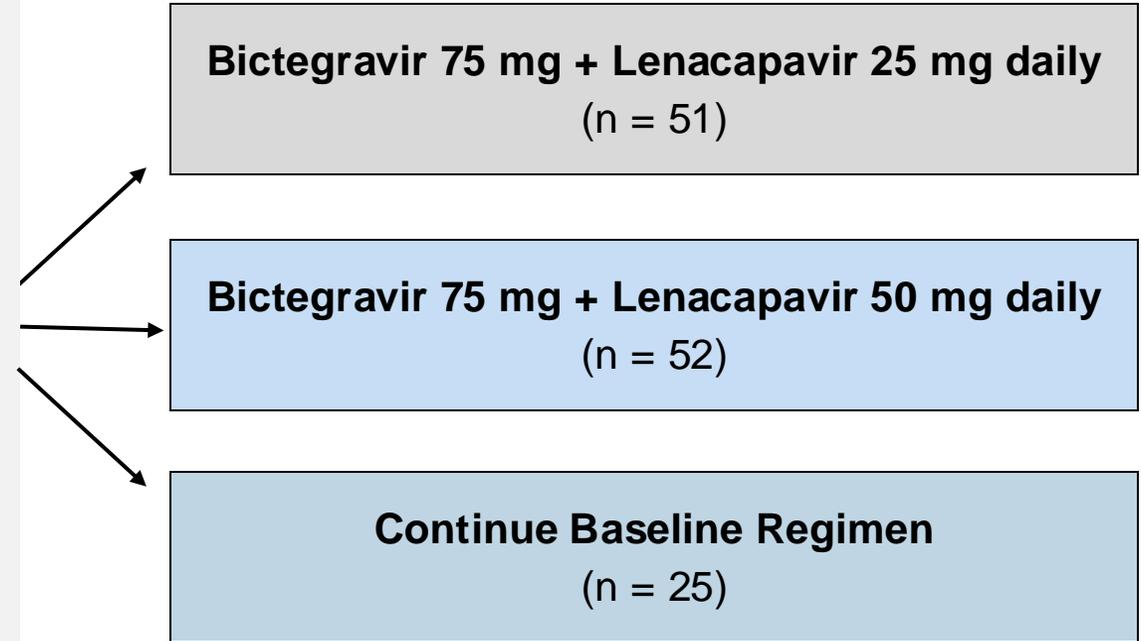 Bictegravir 75 mg + Lenacapavir 25 mg daily
(n = 51)
Bictegravir 75 mg + Lenacapavir 50 mg daily
(n = 52)
Continue Baseline Regimen
(n = 25)